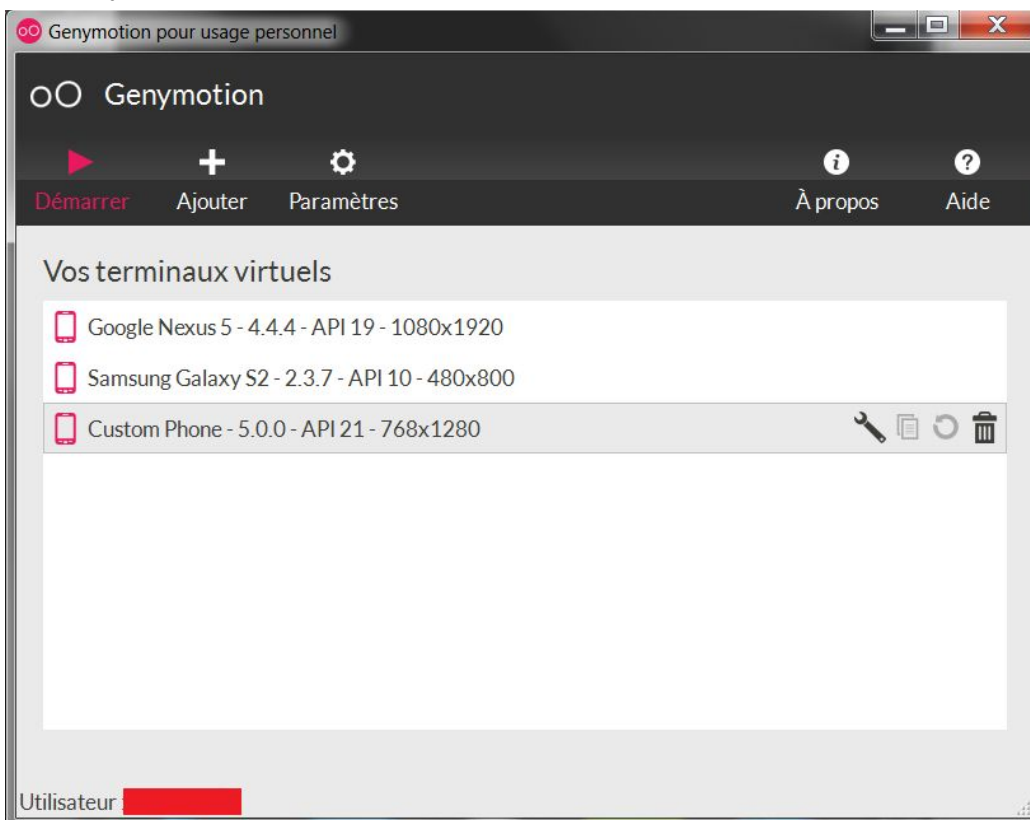 Genymotion pour usage personnel
Genymotion
Démarrer Ajouter Paramètres À propos Aide
Vos terminaux virtuels
Google Nexus 5 - 4.4.4 - API 19 - 1080x1920
Samsung Galaxy S2 - 2.3.7 - API 10 - 480x800
Custom Phone - 5.0.0 - API 21 - 768x1280
Utilisateur :